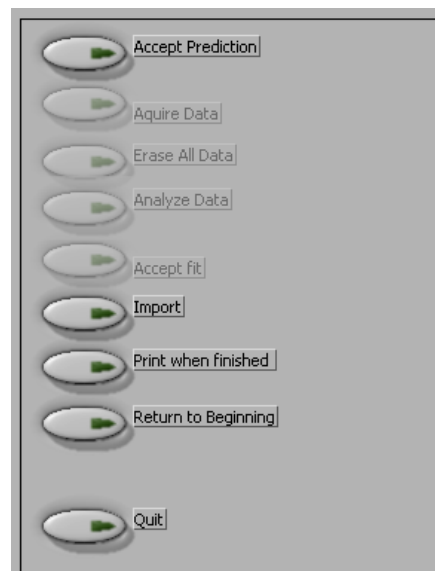 Accept Prediction
Aquire Data
Erase All Data
Analyze Data
Accept fit
Import
Print when finished
Return to Beginning
Quit